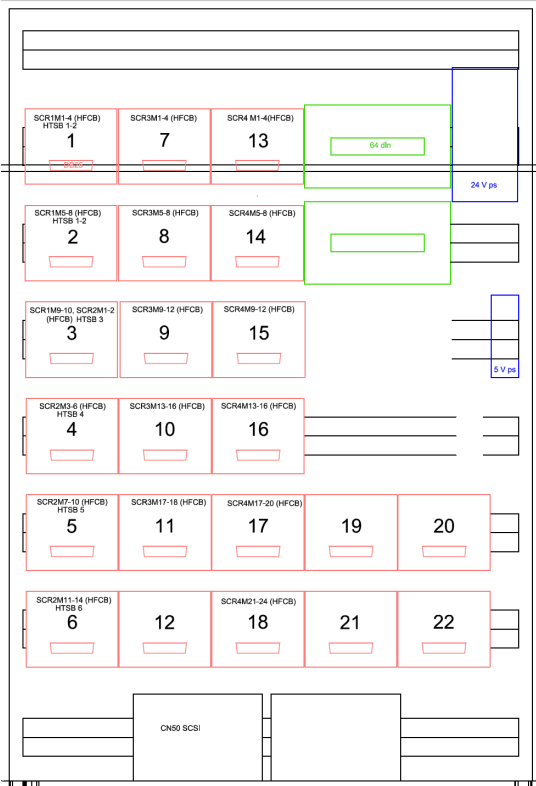 SCR1M1-4 (HFCB)
HTSB 1-2
1
DD25
SCR3M1-4 (HFCB)
7
SCR4 M1-4(HFCB)
13
64 dln
24 V ps
SCR1M5-8 (HFCB)
HTSB 1-2
2
SCR3M5-8 (HFCB)
8
SCR4M5-8 (HFCB)
14
SCR1M9-10, SCR2M1-2
(HFCB) HTSB 3
3
SCR3M9-12 (HFCB)
9
SCR4M9-12 (HFCB)
15
5 V ps
SCR2M3-6 (HFCB)
HTSB 4
4
SCR3M13-16 (HFCB)
10
SCR4M13-16 (HFCB)
16
SCR2M7-10 (HFCB)
HTSB 5
5
SCR3M17-18 (HFCB)
11
SCR4M17-20 (HFCB)
17
19
20
SCR2M11-14 (HFCB)
HTSB 6
6
12
SCR4M21-24 (HFCB)
18
21
22
CN50 SCSI